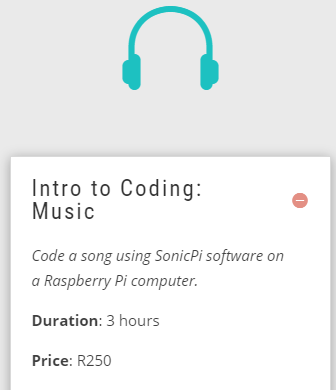 Intro to Coding:
Music
Code a song using SonicPi software on
a Raspberry Pi computer.
Duration: 3 hours
Price: R250